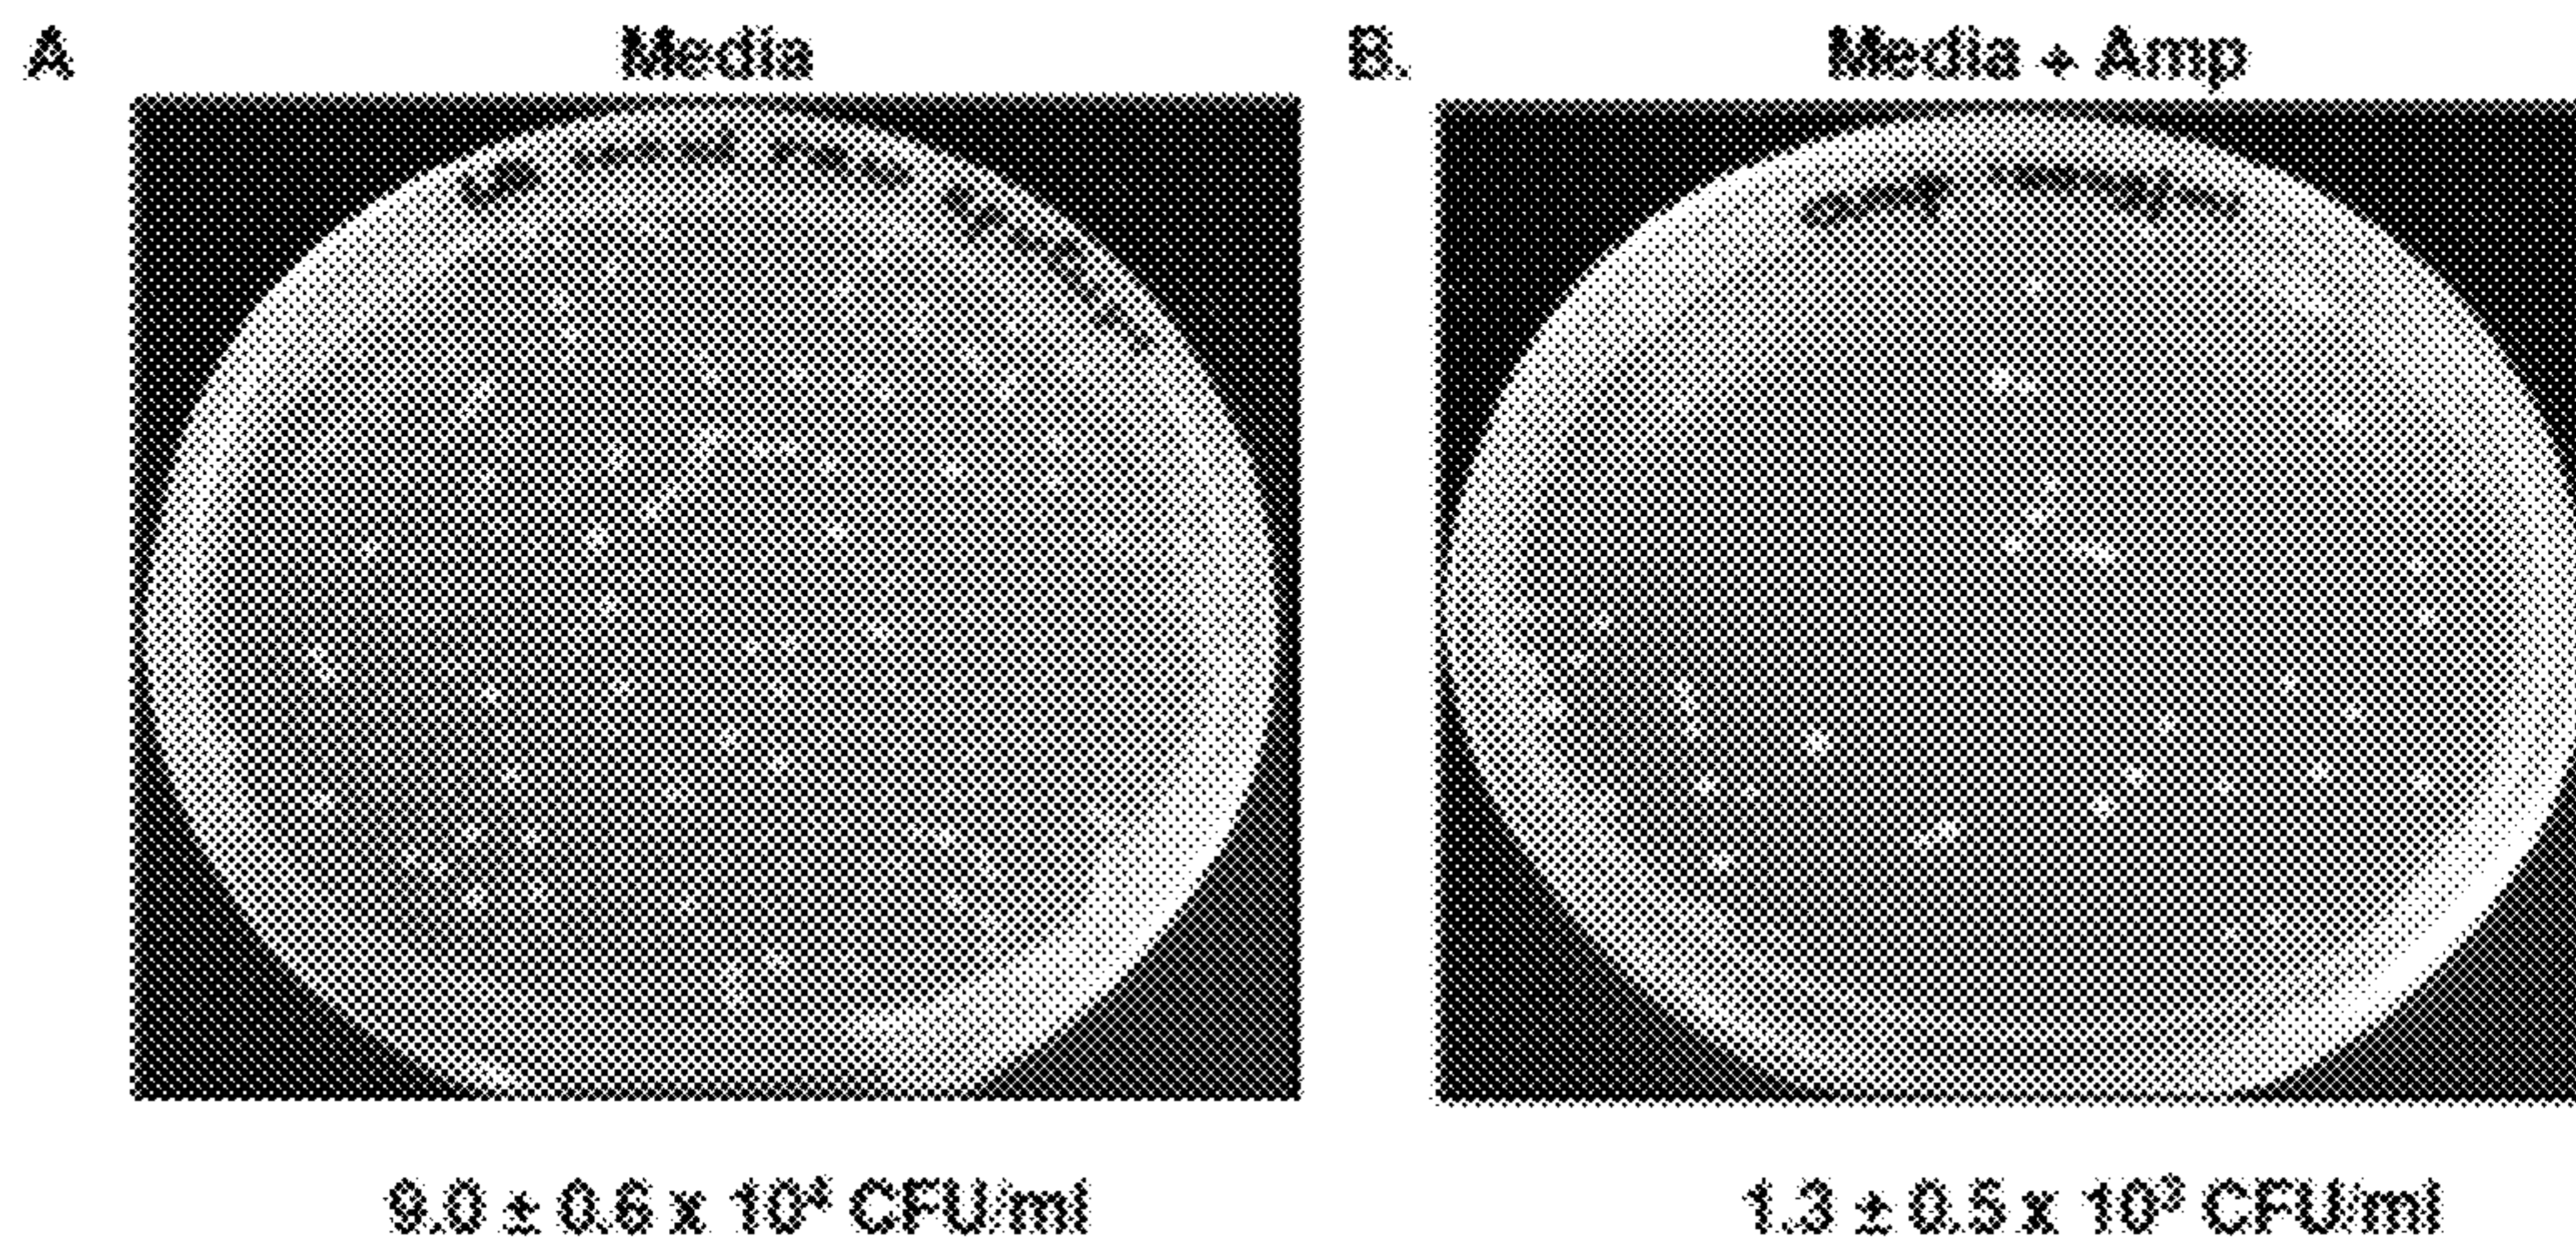 A
Media
B.
Media + Amp
9.0 ± 0.6 x 10⁴ CFU/ml
1.3 ± 0.5 x 10³ CFU/ml